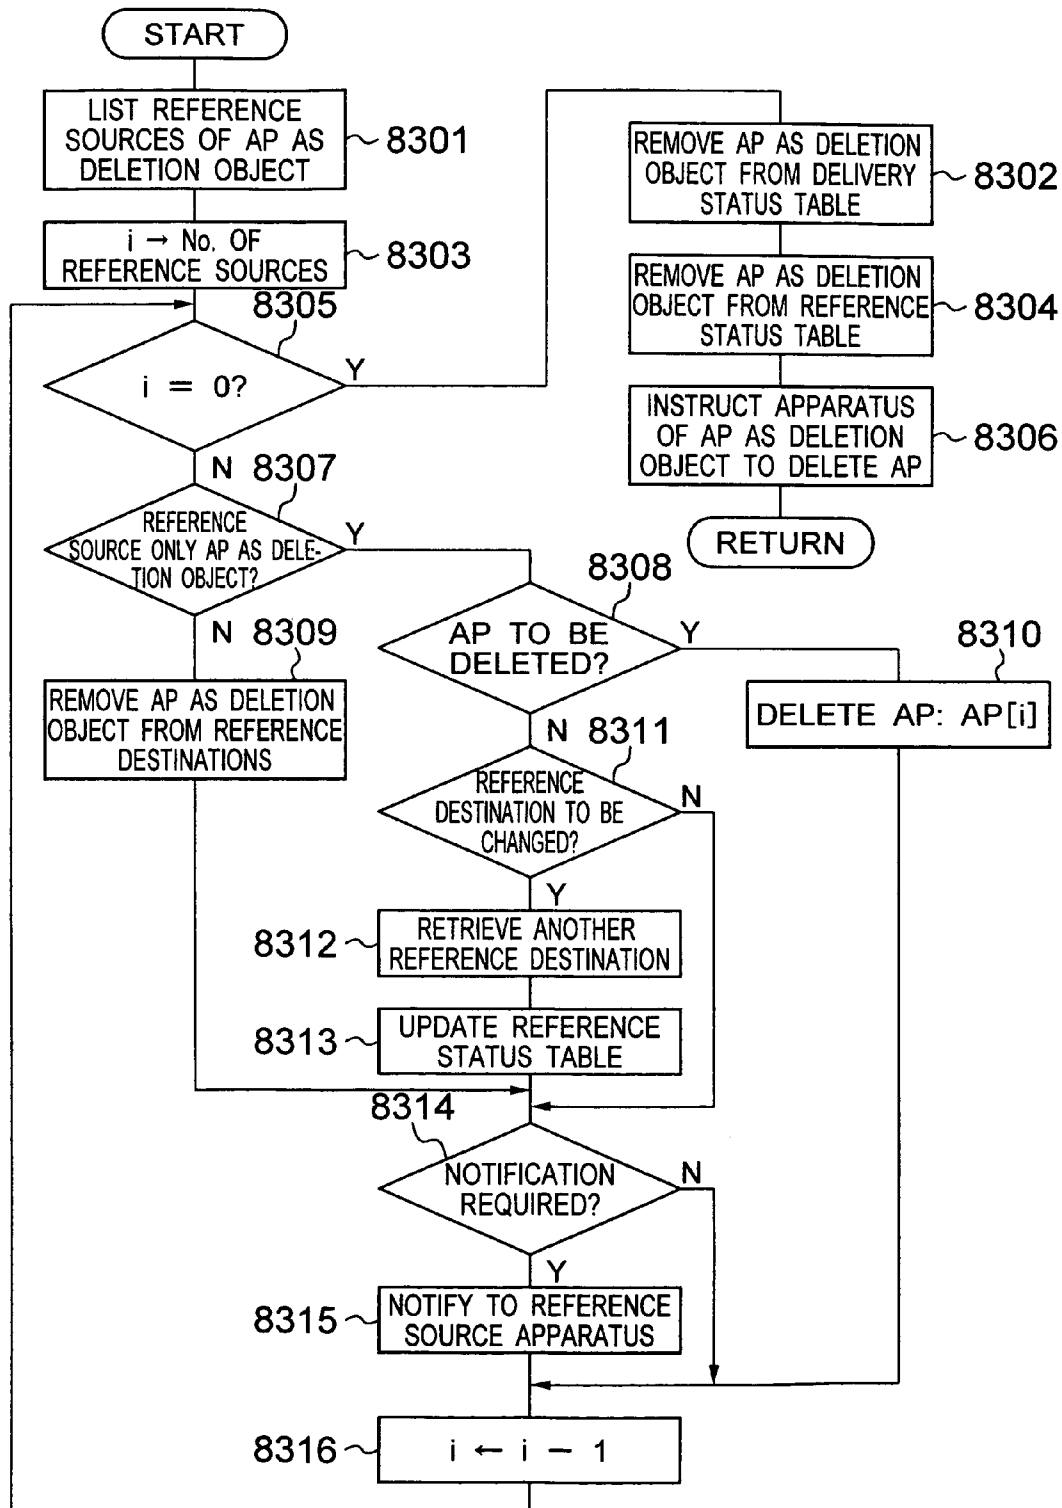 START
LIST REFERENCE
SOURCES OF AP AS
DELETION OBJECT
8301
i → No. OF
REFERENCE SOURCES
8303
8305
i = 0?
Y
N
REMOVE AP AS DELETION
OBJECT FROM DELIVERY
STATUS TABLE
8302
REMOVE AP AS DELETION
OBJECT FROM REFERENCE
STATUS TABLE
8304
INSTRUCT APPARATUS
OF AP AS DELETION
OBJECT TO DELETE AP
8306
RETURN
8307
REFERENCE
SOURCE ONLY AP AS DELE-
TION OBJECT?
Y
N
8309
REMOVE AP AS DELETION
OBJECT FROM REFERENCE
DESTINATIONS
8308
AP TO BE
DELETED?
Y
N
8310
DELETE AP: AP[i]
8311
REFERENCE
DESTINATION TO BE
CHANGED?
N
Y
8312
RETRIEVE ANOTHER
REFERENCE DESTINATION
8313
UPDATE REFERENCE
STATUS TABLE
8314
NOTIFICATION
REQUIRED?
N
Y
8315
NOTIFY TO REFERENCE
SOURCE APPARATUS
8316
i ← i − 1